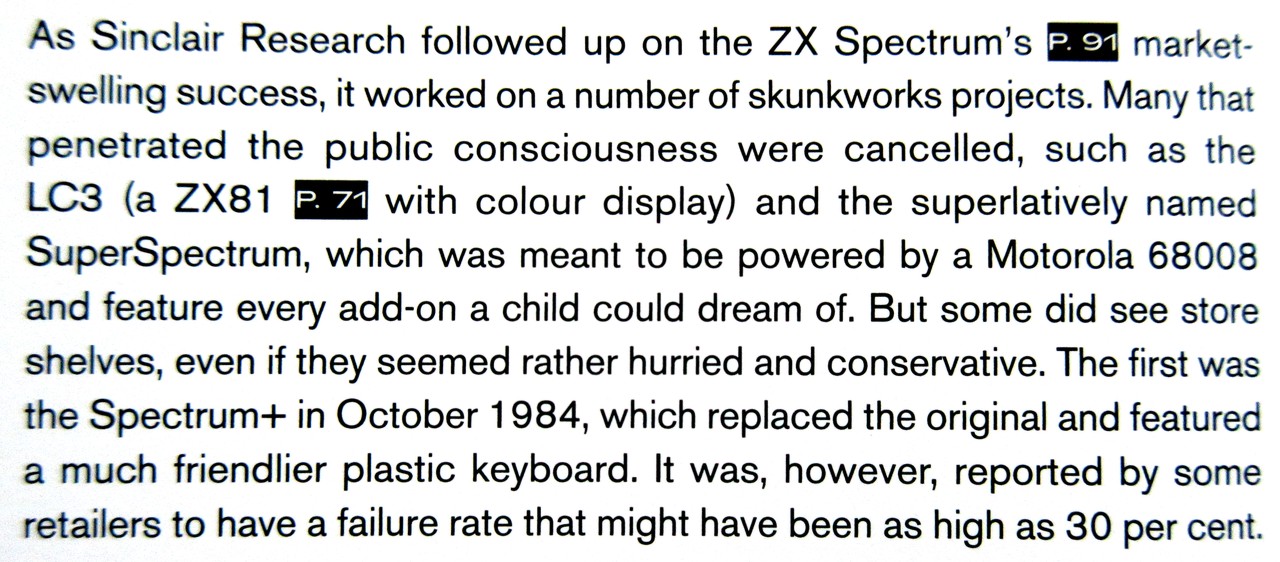 As Sinclair Research followed up on the ZX Spectrum's P. 91 market-
swelling success, it worked on a number of skunkworks projects. Many that
penetrated the public consciousness were cancelled, such as the
LC3 (a ZX81 P. 71 with colour display) and the superlatively named
SuperSpectrum, which was meant to be powered by a Motorola 68008
and feature every add-on a child could dream of. But some did see store
shelves, even if they seemed rather hurried and conservative. The first was
the Spectrum+ in October 1984, which replaced the original and featured
a much friendlier plastic keyboard. It was, however, reported by some
retailers to have a failure rate that might have been as high as 30 per cent.